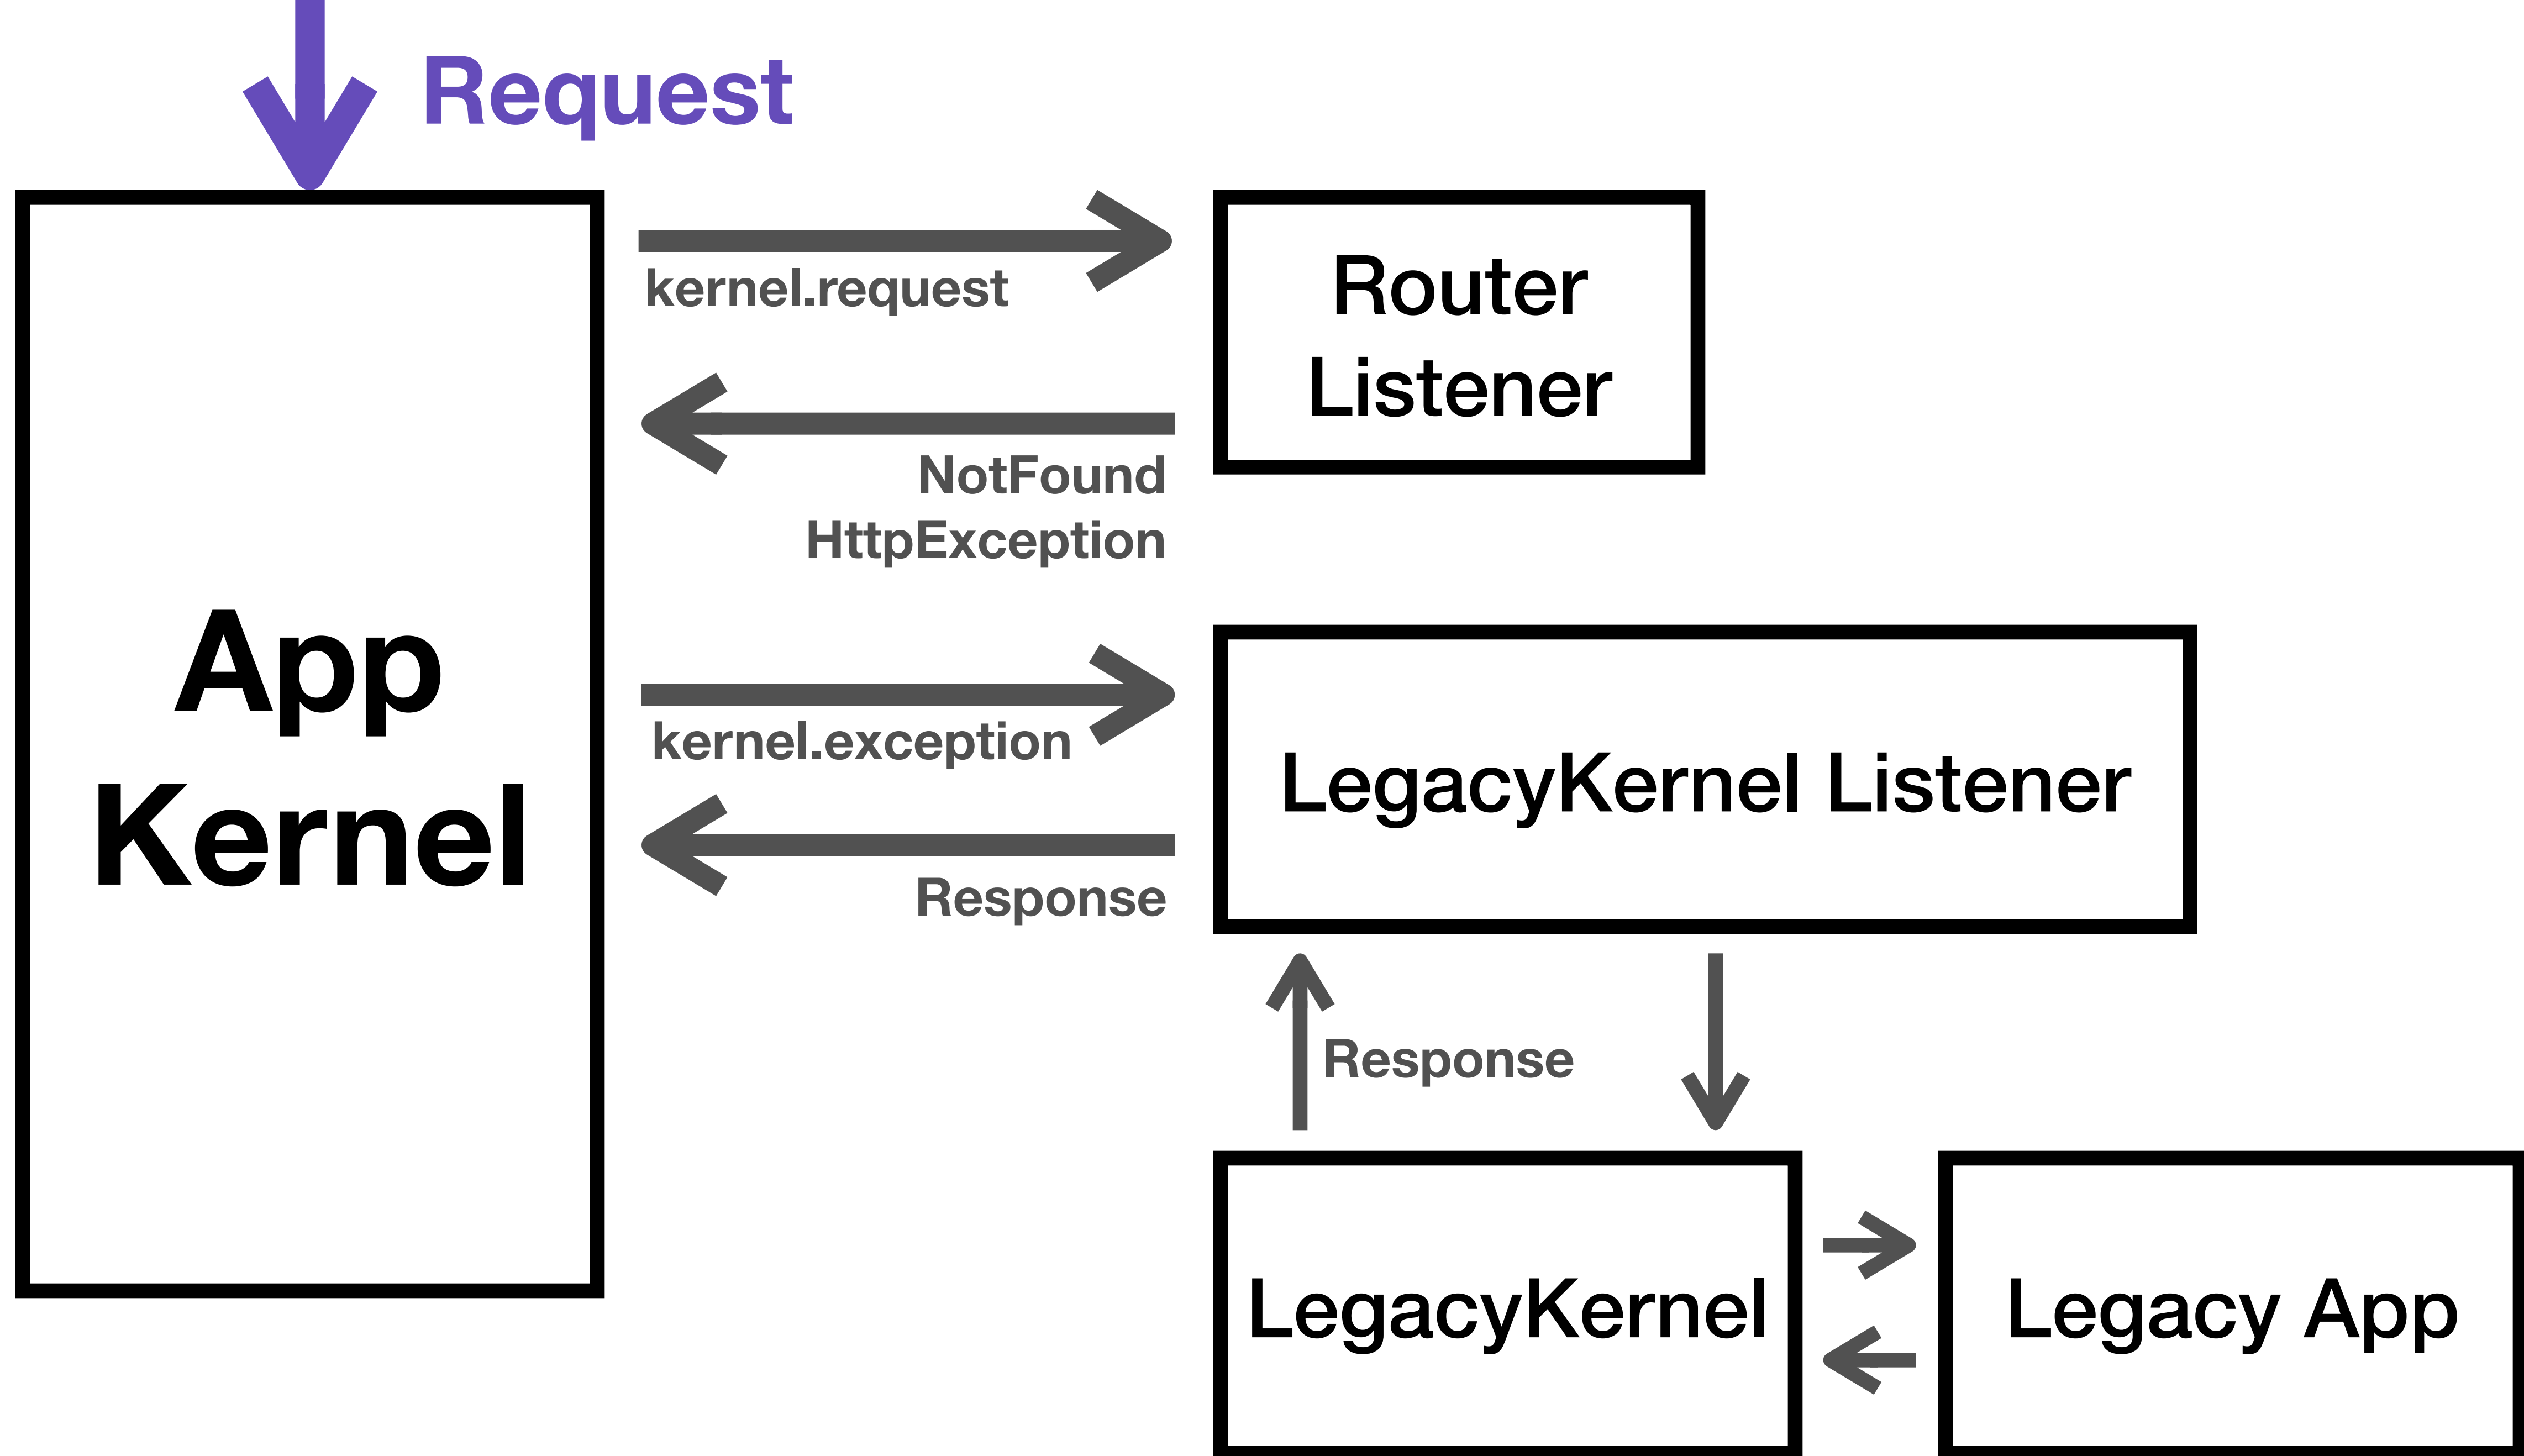 Request
App
Kernel
kernel.request
Router
Listener
NotFound
HttpException
kernel.exception
LegacyKernel Listener
Response
Response
LegacyKernel
Legacy App